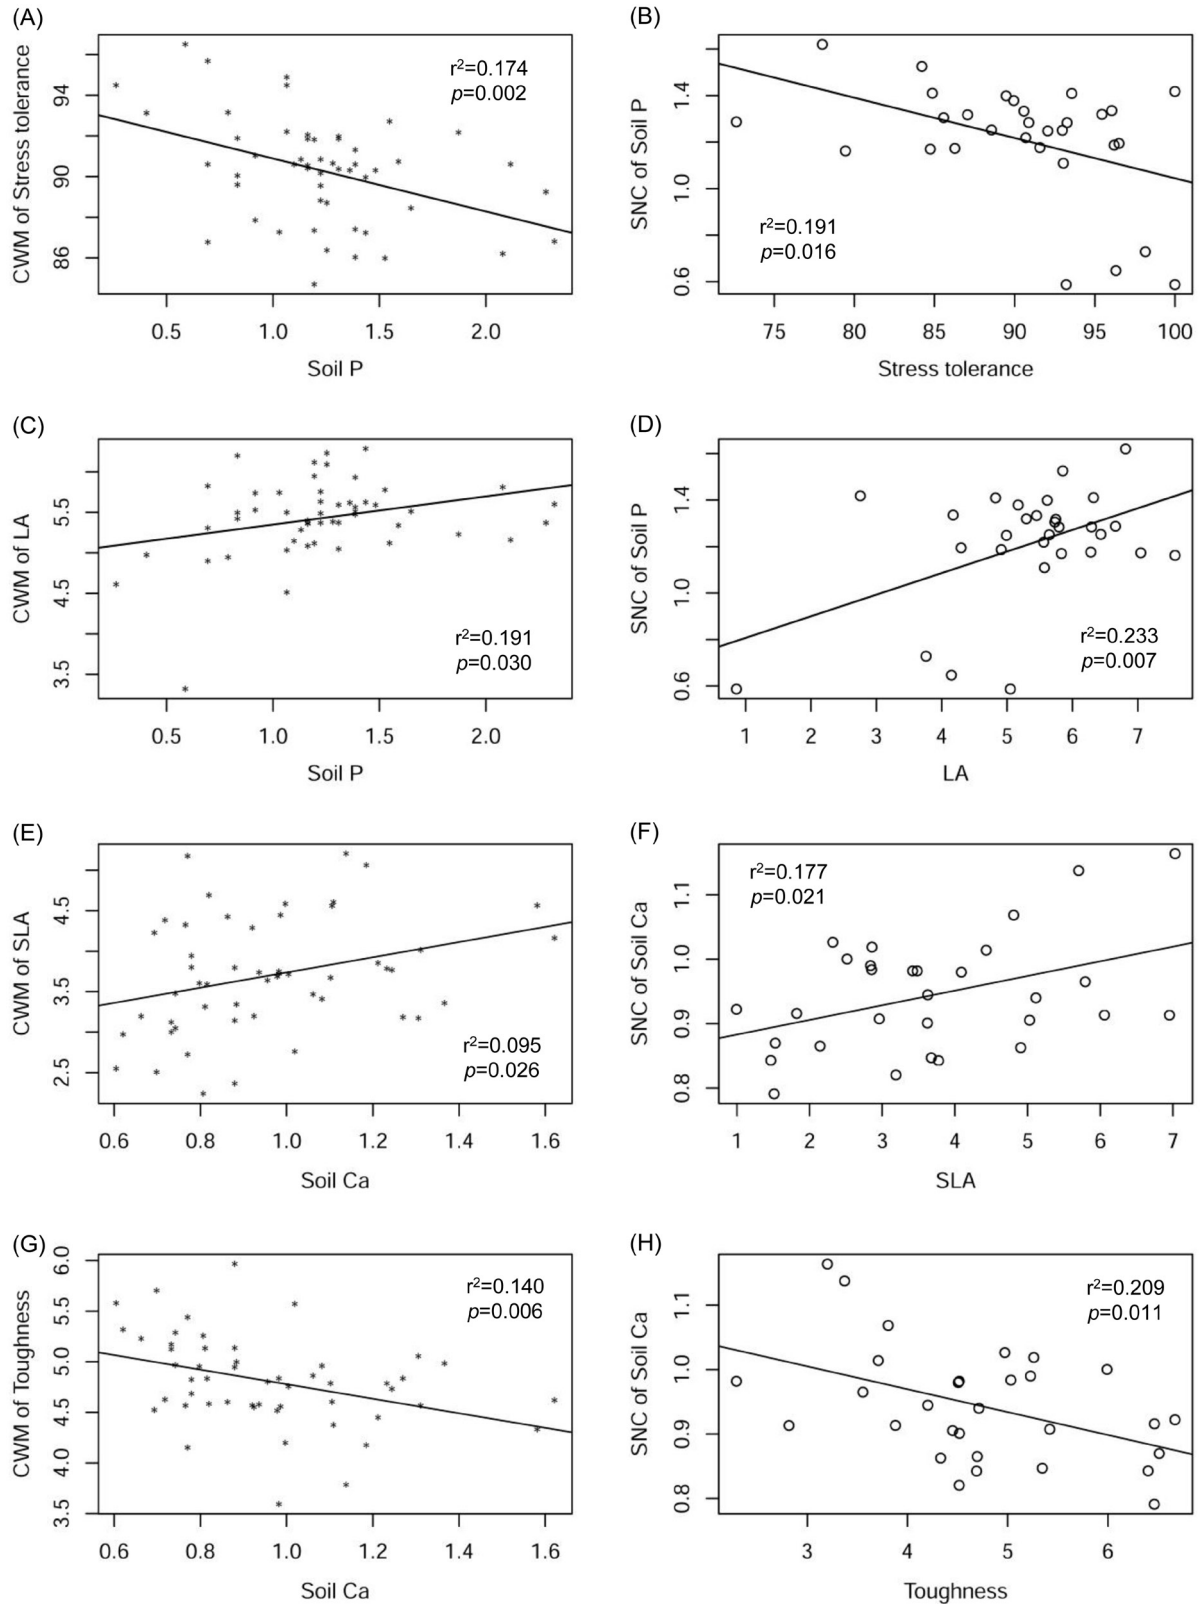 (A)
CWM of Stress tolerance
94
90
86
r²=0.174
p=0.002
0.5 1.0 1.5 2.0
Soil P
(B)
SNC of Soil P
1.4
1.0
0.6
r²=0.191
p=0.016
75 80 85 90 95 100
Stress tolerance
(C)
CWM of LA
5.5
4.5
3.5
r²=0.191
p=0.030
0.5 1.0 1.5 2.0
Soil P
(D)
SNC of Soil P
1.4
1.0
0.6
r²=0.233
p=0.007
1 2 3 4 5 6 7
LA
(E)
CWM of SLA
4.5
3.5
2.5
r²=0.095
p=0.026
0.6 0.8 1.0 1.2 1.4 1.6
Soil Ca
(F)
SNC of Soil Ca
1.1
1.0
0.9
0.8
r²=0.177
p=0.021
1 2 3 4 5 6 7
SLA
(G)
CWM of Toughness
6.0
5.5
5.0
4.5
4.0
3.5
r²=0.140
p=0.006
0.6 0.8 1.0 1.2 1.4 1.6
Soil Ca
(H)
SNC of Soil Ca
1.1
1.0
0.9
0.8
r²=0.209
p=0.011
3 4 5 6
Toughness